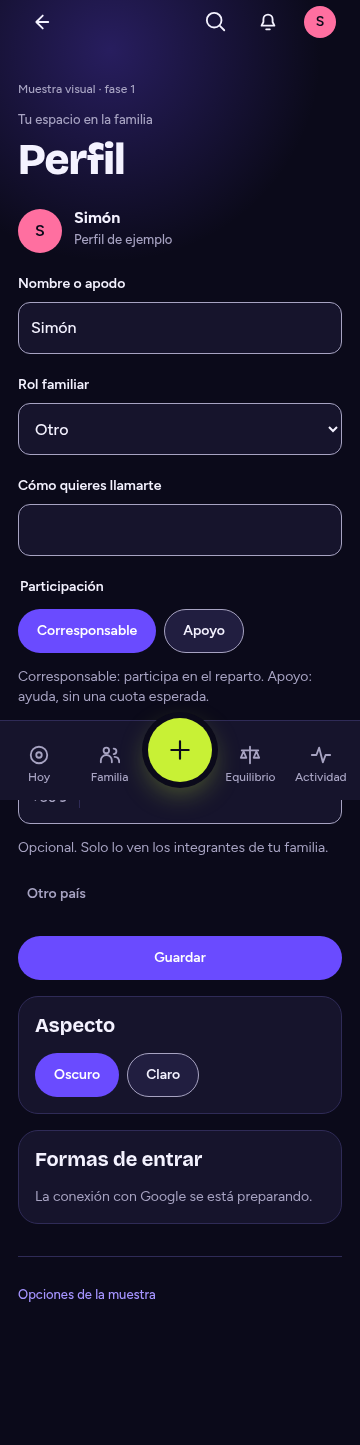 S
Muestra visual · fase 1
Tu espacio en la familia
Perfil
S
Simón
Perfil de ejemplo
Nombre o apodo
Simón
Rol familiar
Otro
Cómo quieres llamarte
Participación
Corresponsable
Apoyo
Corresponsable: participa en el reparto. Apoyo:
ayuda, sin una cuota esperada.
Hoy
Familia
Equilibrio
Actividad
Opcional. Solo lo ven los integrantes de tu familia.
Otro país
Guardar
Aspecto
Oscuro
Claro
Formas de entrar
La conexión con Google se está preparando.
Opciones de la muestra